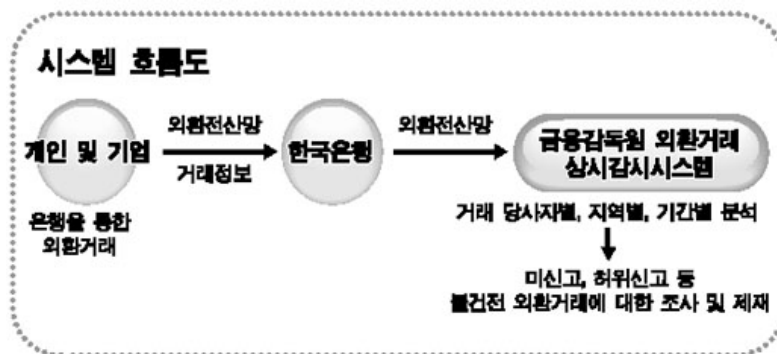 시스템 흐름도
개인 및 기업
외환전산망
거래정보
한국은행
외환전산망
금융감독원 외환거래
상시감시시스템
은행을 통한
외환거래
거래 당사자별, 지역별, 기간별 분석
미신고, 허위신고 등
불건전 외환거래에 대한 조사 및 제재